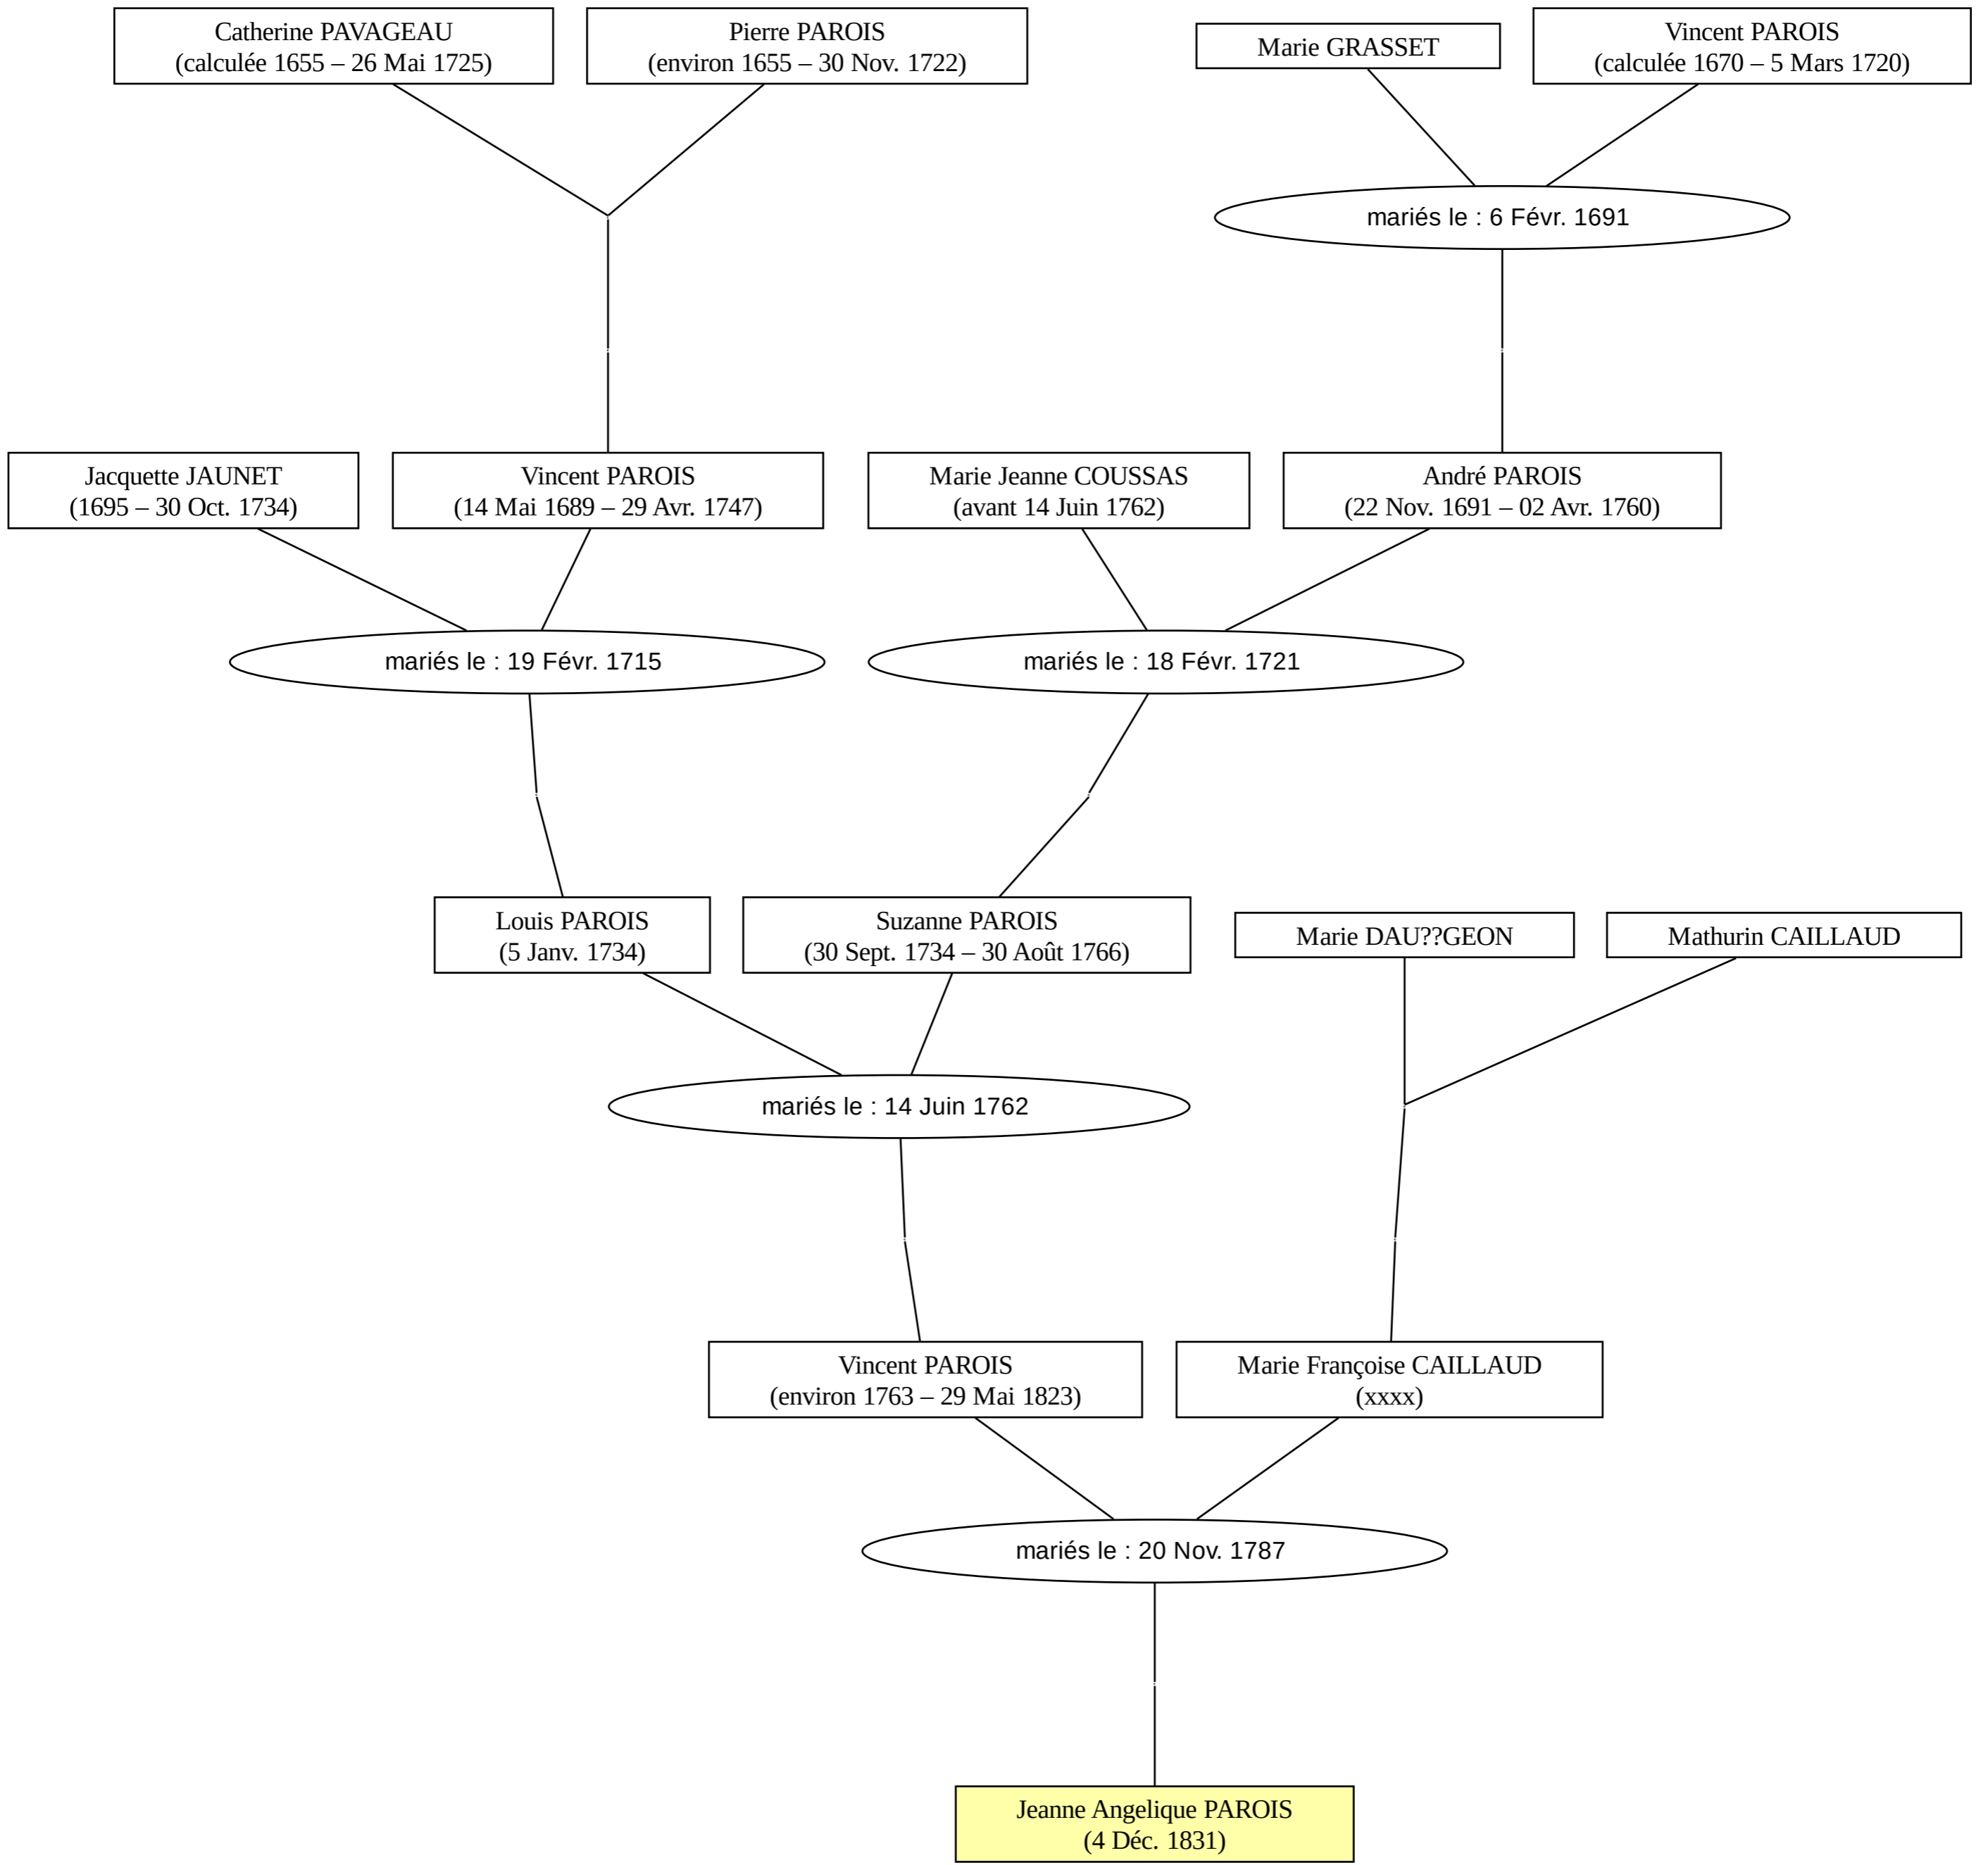 Catherine PAVAGEAU
(calculée 1655 – 26 Mai 1725)
Pierre PAROIS
(environ 1655 – 30 Nov. 1722)
Marie GRASSET
Vincent PAROIS
(calculée 1670 – 5 Mars 1720)
mariés le : 6 Févr. 1691
Jacquette JAUNET
(1695 – 30 Oct. 1734)
Vincent PAROIS
(14 Mai 1689 – 29 Avr. 1747)
Marie Jeanne COUSSAS
(avant 14 Juin 1762)
André PAROIS
(22 Nov. 1691 – 02 Avr. 1760)
mariés le : 19 Févr. 1715
mariés le : 18 Févr. 1721
Louis PAROIS
(5 Janv. 1734)
Suzanne PAROIS
(30 Sept. 1734 – 30 Août 1766)
Marie DAU??GEON
Mathurin CAILLAUD
mariés le : 14 Juin 1762
Vincent PAROIS
(environ 1763 – 29 Mai 1823)
Marie Françoise CAILLAUD
(xxxx)
mariés le : 20 Nov. 1787
Jeanne Angelique PAROIS
(4 Déc. 1831)